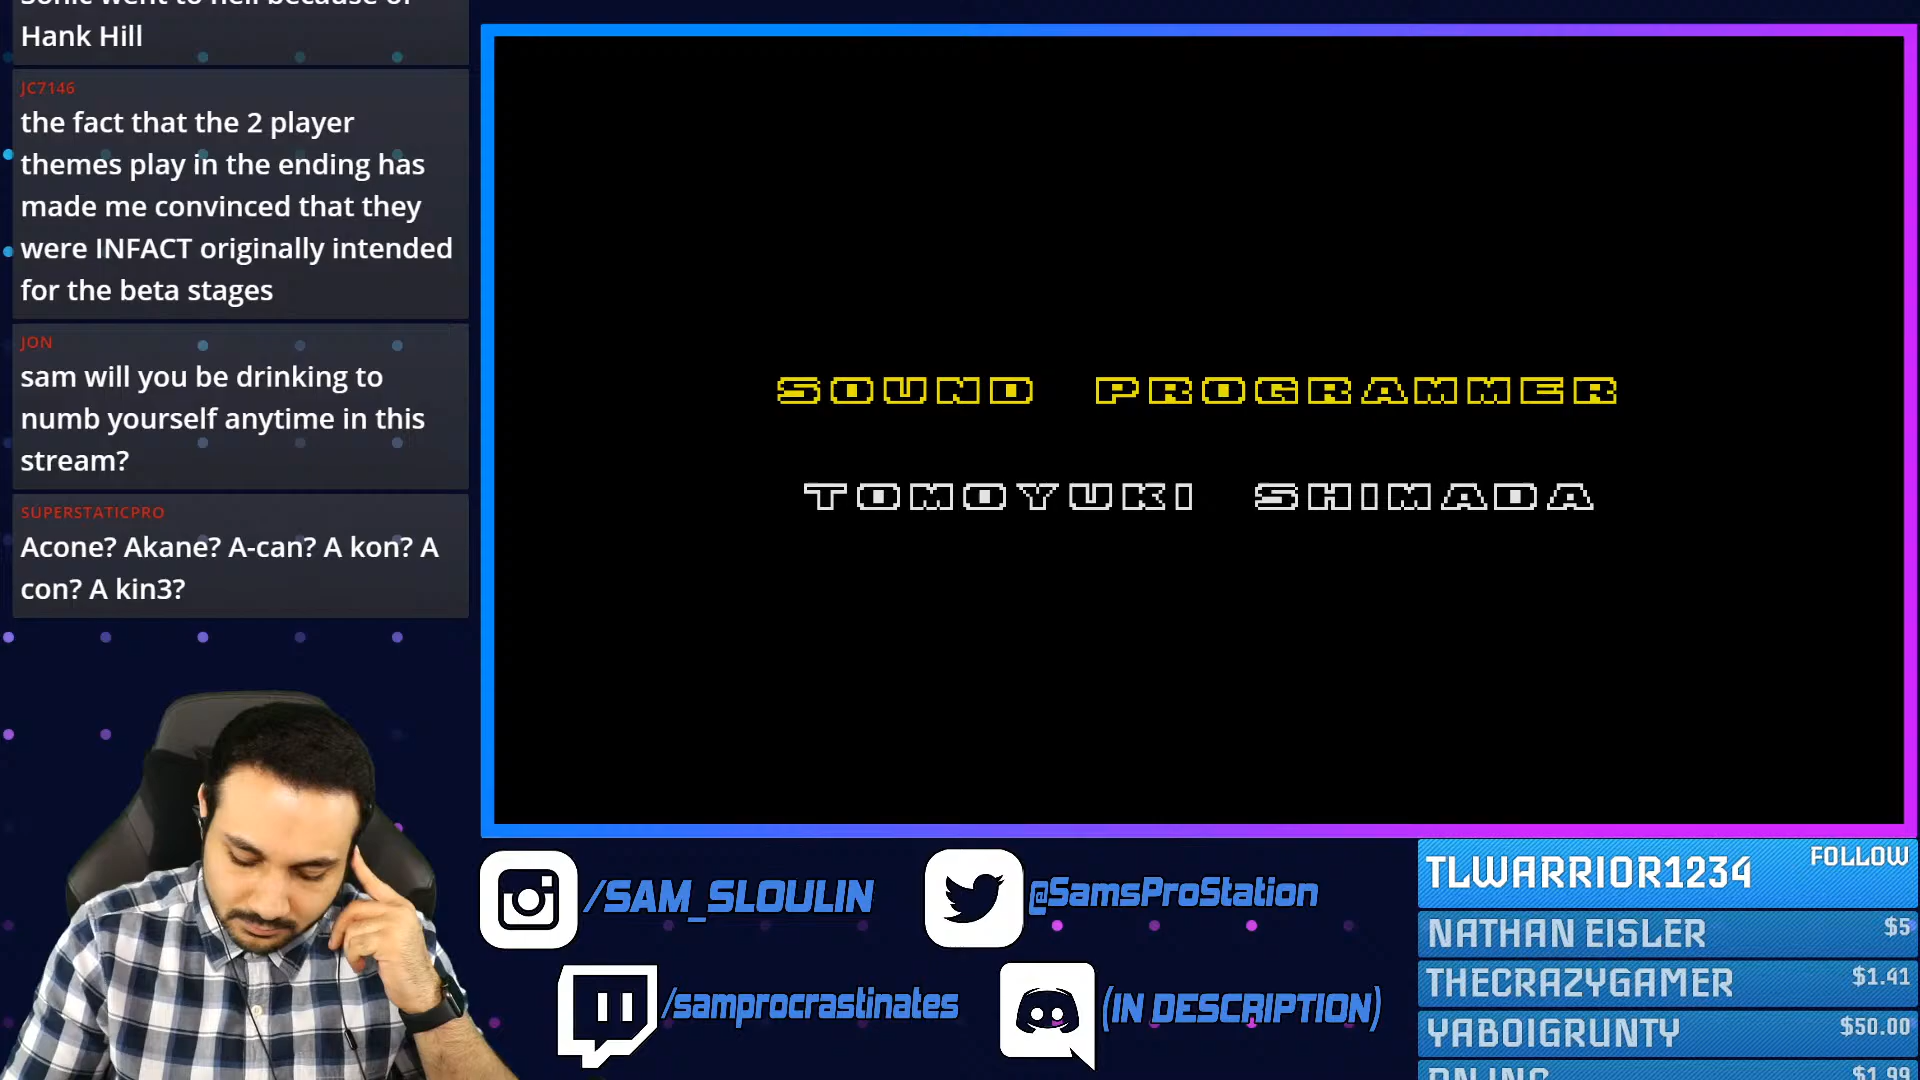 Hank Hill
JC7146
the fact that the 2 player
themes play in the ending has
made me convinced that they
were INFACT originally intended
for the beta stages
JON
sam will you be drinking to
numb yourself anytime in this
stream?
SUPERSTATICPRO
Acone? Akane? A-can? A kon? A
con? A kin3?
SOUND PROGRAMMER
TOMOYUKI SHIMADA
/SAM_SLOULIN
@SamsProStation
/samprocrastinates
(IN DESCRIPTION)
TLWARRIOR1234 FOLLOW
NATHAN EISLER $5
THECRAZYGAMER $1.41
YABOIGRUNTY $50.00
$1.99